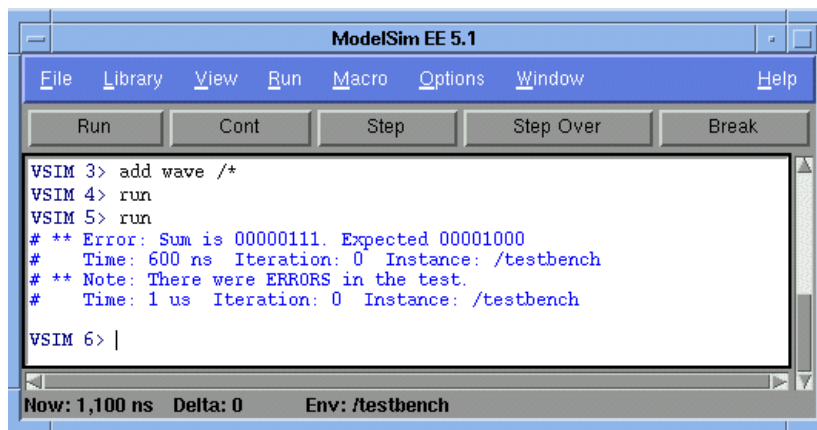 ModelSim EE 5.1
File Library View Run Macro Options Window Help
Run Cont Step Step Over Break
VSIM 3> add wave /*
VSIM 4> run
VSIM 5> run
# ** Error: Sum is 00000111. Expected 00001000
#    Time: 600 ns  Iteration: 0  Instance: /testbench
# ** Note: There were ERRORS in the test.
#    Time: 1 us  Iteration: 0  Instance: /testbench
VSIM 6>
Now: 1,100 ns Delta: 0 Env: /testbench